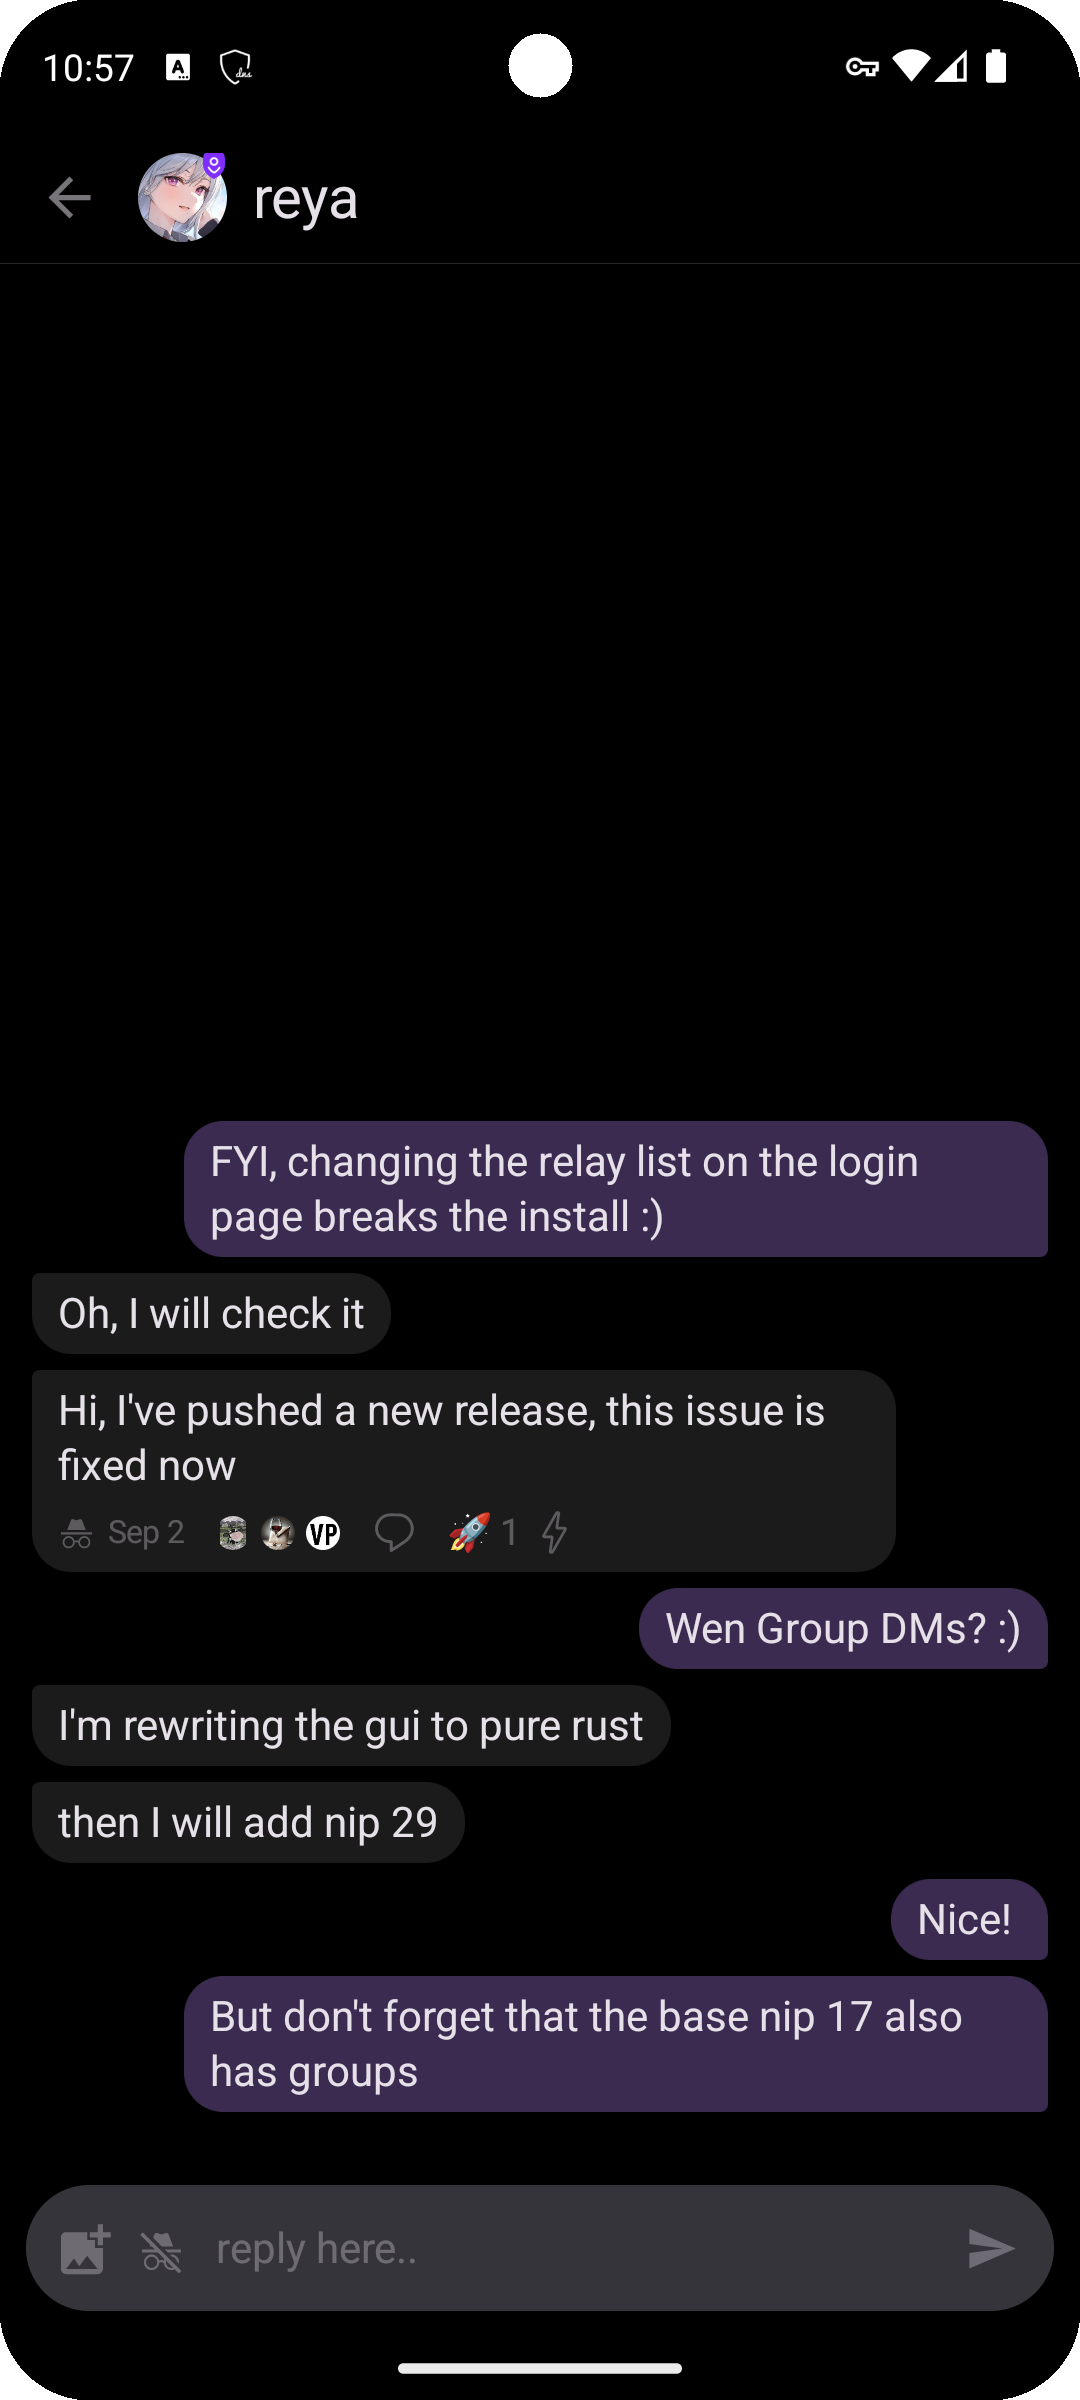 10:57
A
dns
reya
FYI, changing the relay list on the login
page breaks the install :)
Oh, I will check it
Hi, I've pushed a new release, this issue is
fixed now
Sep 2
VP
1
Wen Group DMs? :)
I'm rewriting the gui to pure rust
then I will add nip 29
Nice!
But don't forget that the base nip 17 also
has groups
reply here..